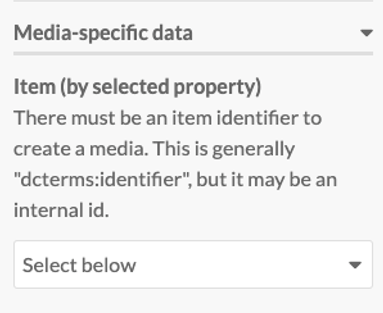 Media-specific data
Item (by selected property)
There must be an item identifier to
create a media. This is generally
"dcterms:identifier", but it may be an
internal id.
Select below